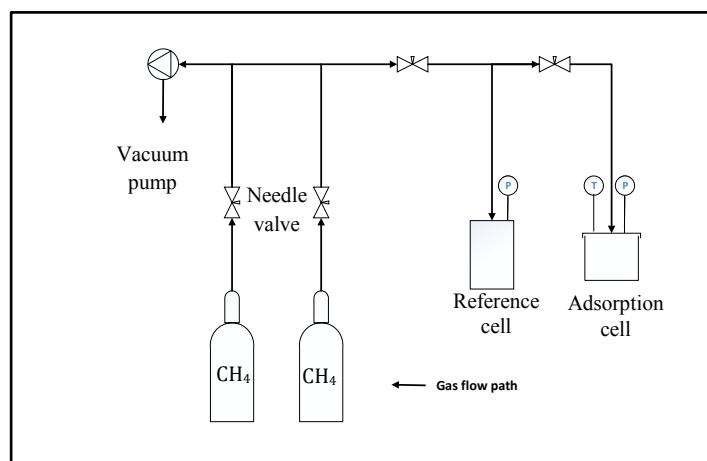 Vacuum
pump
Needle
valve
P
T
P
Reference
cell
Adsorption
cell
CH₄
CH₄
Gas flow path